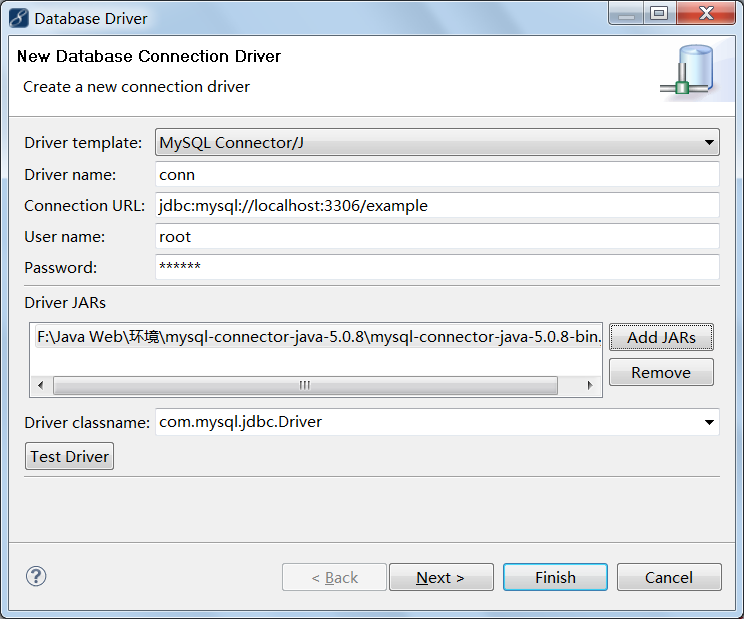 Database Driver
New Database Connection Driver
Create a new connection driver
Driver template: MySQL Connector/J
Driver name: conn
Connection URL: jdbc:mysql://localhost:3306/example
User name: root
Password: ******
Driver JARs
F:\Java Web\环境\mysql-connector-java-5.0.8\mysql-connector-java-5.0.8-bin.
Add JARs
Remove
Driver classname: com.mysql.jdbc.Driver
Test Driver
? < Back Next > Finish Cancel